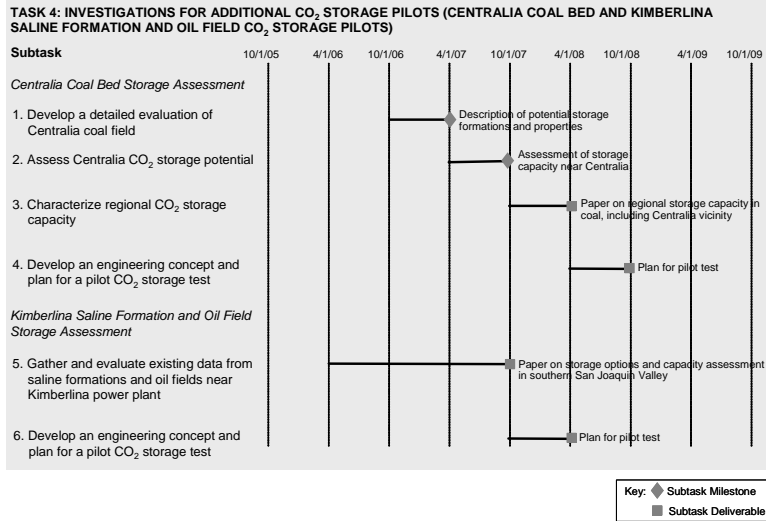 TASK 4: INVESTIGATIONS FOR ADDITIONAL CO₂ STORAGE PILOTS (CENTRALIA COAL BED AND KIMBERLINA
SALINE FORMATION AND OIL FIELD CO₂ STORAGE PILOTS)
Subtask
10/1/05 4/1/06 10/1/06 4/1/07 10/1/07 4/1/08 10/1/08 4/1/09 10/1/09
Centralia Coal Bed Storage Assessment
1. Develop a detailed evaluation of
Centralia coal field
Description of potential storage
formations and properties
2. Assess Centralia CO₂ storage potential
Assessment of storage
capacity near Centralia
3. Characterize regional CO₂ storage
capacity
Paper on regional storage capacity in
coal, including Centralia vicinity
4. Develop an engineering concept and
plan for a pilot CO₂ storage test
Plan for pilot test
Kimberlina Saline Formation and Oil Field
Storage Assessment
5. Gather and evaluate existing data from
saline formations and oil fields near
Kimberlina power plant
Paper on storage options and capacity assessment
in southern San Joaquin Valley
6. Develop an engineering concept and
plan for a pilot CO₂ storage test
Plan for pilot test
Key: Subtask Milestone
Subtask Deliverable